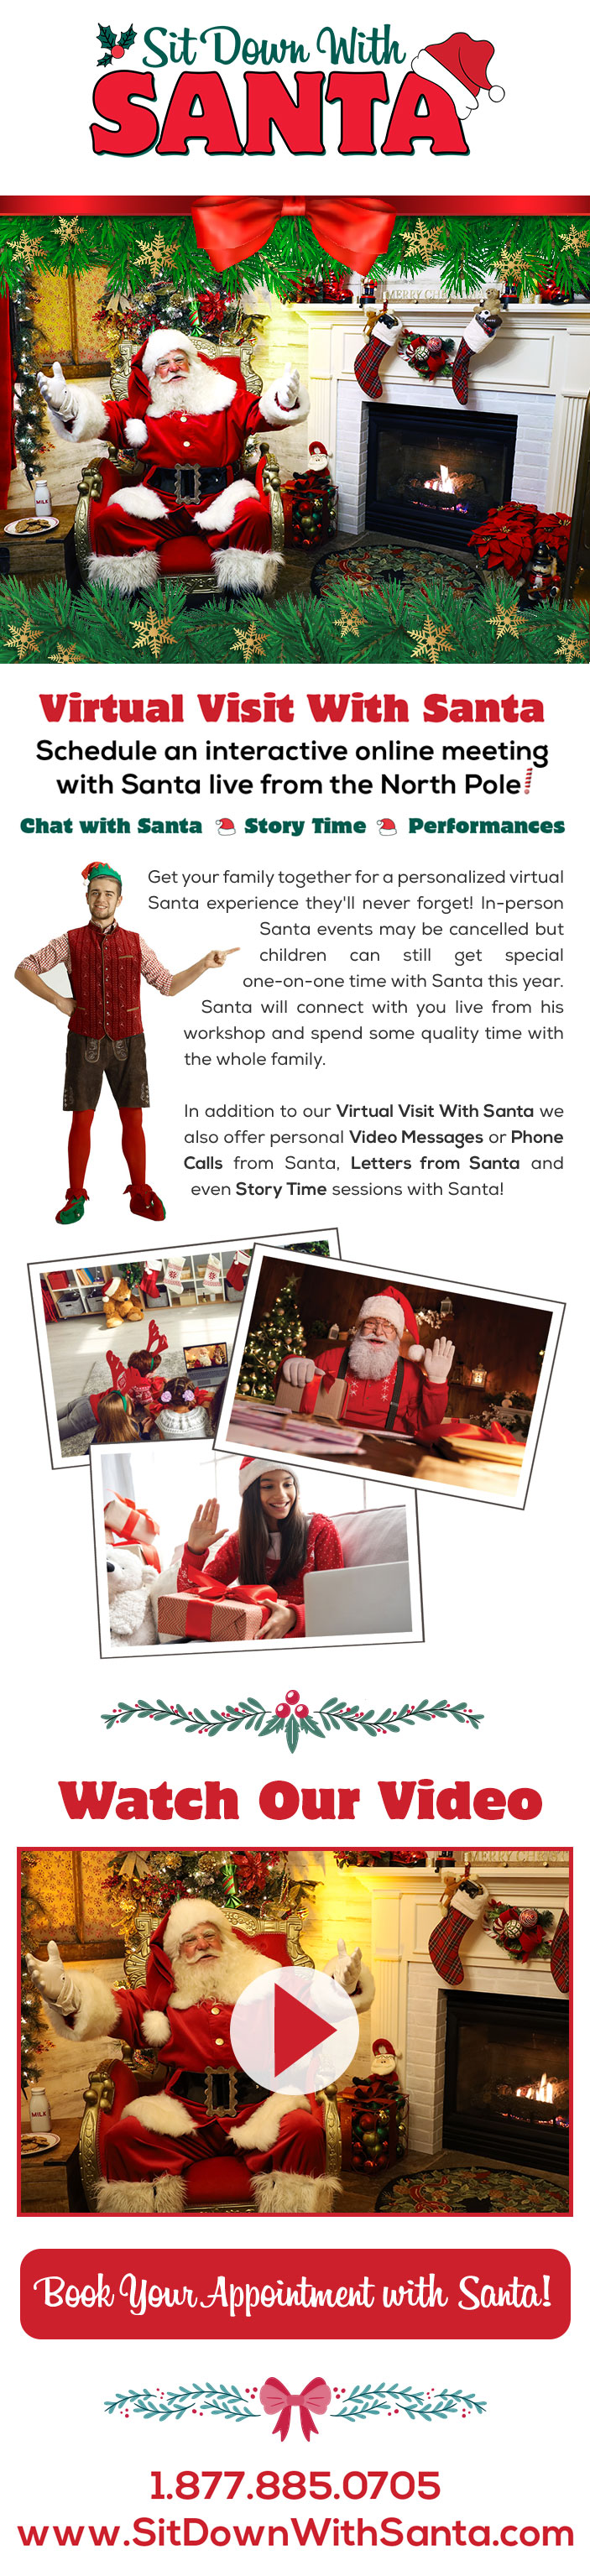 Sit Down With
SANTA
MERRY CH
MILK
Virtual Visit With Santa
Schedule an interactive online meeting
with Santa live from the North Pole!
Chat with Santa Story Time Performances
Get your family together for a personalized virtual
Santa experience they'll never forget! In-person
Santa events may be cancelled but
children can still get special
one-on-one time with Santa this year.
Santa will connect with you live from his
workshop and spend some quality time with
the whole family.
In addition to our Virtual Visit With Santa we
also offer personal Video Messages or Phone
Calls from Santa, Letters from Santa and
even Story Time sessions with Santa!
Watch Our Video
MERRY CHR
MILK
Book Your Appointment with Santa!
1.877.885.0705
www.SitDownWithSanta.com